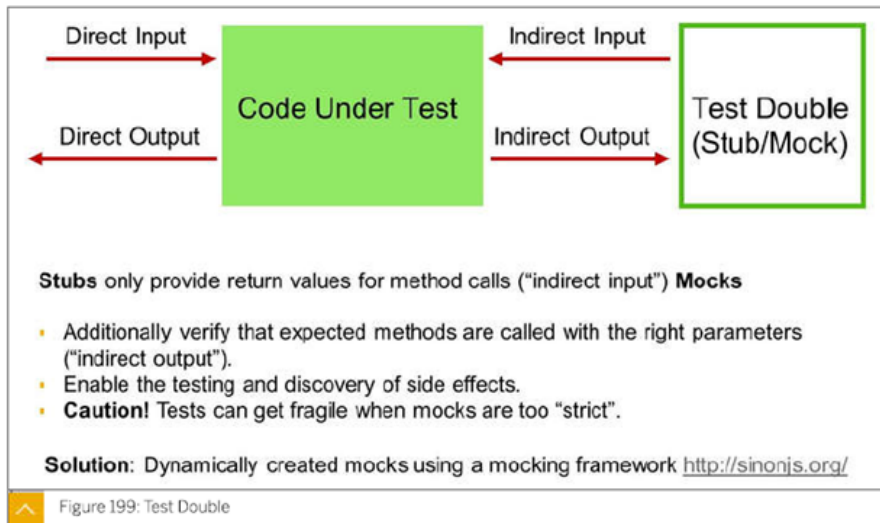 Direct Input
Indirect Input
Code Under Test
Test Double
(Stub/Mock)
Direct Output
Indirect Output
Stubs only provide return values for method calls (“indirect input”) Mocks
Additionally verify that expected methods are called with the right parameters
(“indirect output”).
Enable the testing and discovery of side effects.
Caution! Tests can get fragile when mocks are too “strict”.
Solution: Dynamically created mocks using a mocking framework http://sinonjs.org/
Figure 199: Test Double